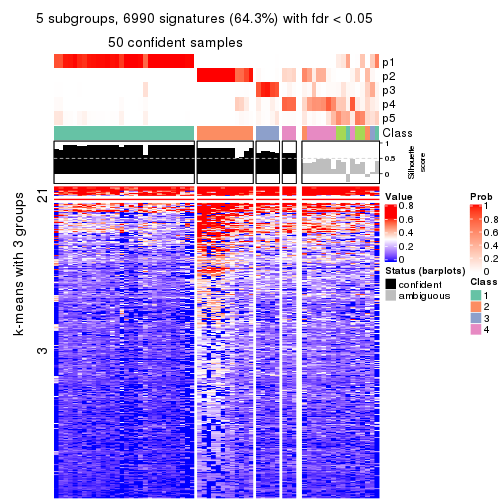 5 subgroups, 6990 signatures (64.3%) with fdr < 0.05
50 confident samples
p1
p2
p3
p4
p5
Class
1
0.5
0
Silhouette
score
k-means with 3 groups
21
3
Value
0.8
0.6
0.4
0.2
0
Status (barplots)
confident
ambiguous
Prob
1
0.8
0.6
0.4
0.2
0
Class
1
2
3
4